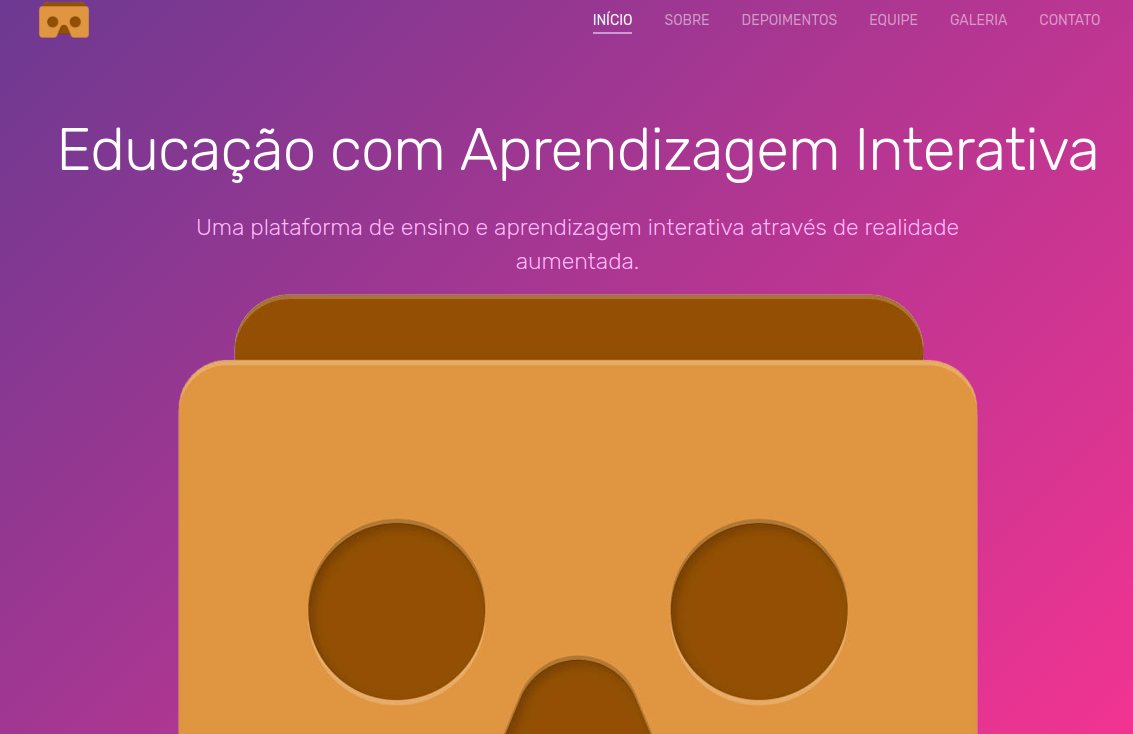 INÍCIO SOBRE DEPOIMENTOS EQUIPE GALERIA CONTATO
Educação com Aprendizagem Interativa
Uma plataforma de ensino e aprendizagem interativa através de realidade
aumentada.